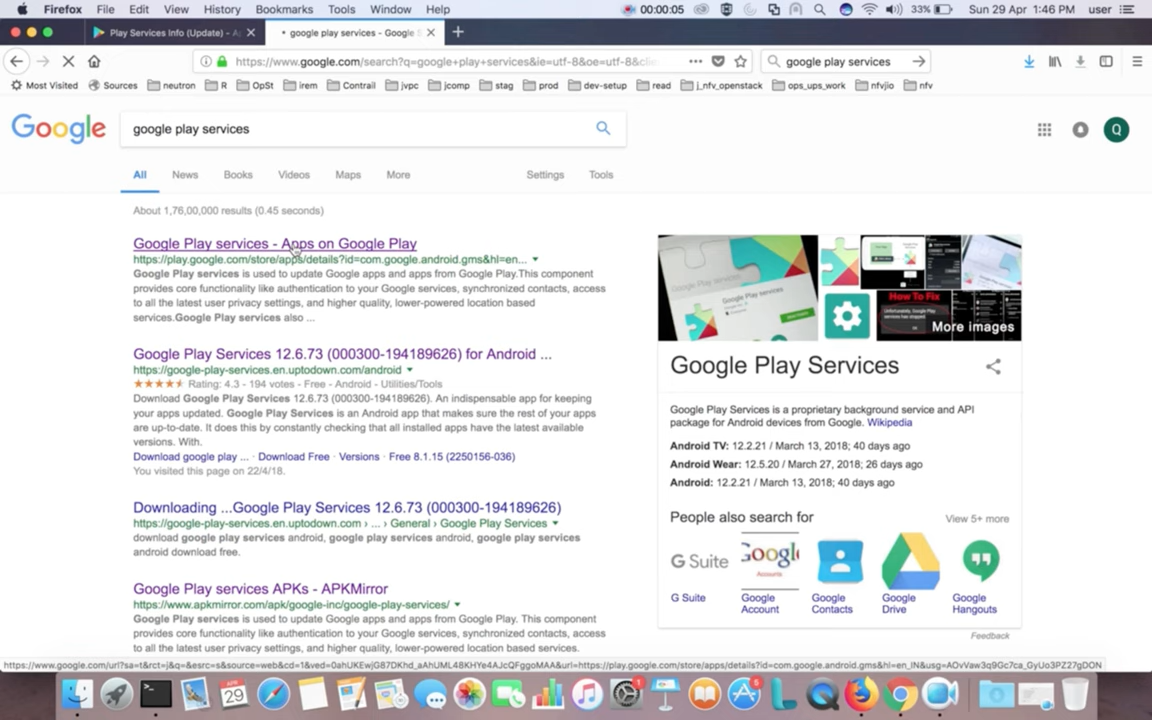 Firefox File Edit View History Bookmarks Tools Window Help 00:00:05 33% Sun 29 Apr 1:46 PM user
Play Services Info (Update) - A
google play services - Google S
https://www.google.com/search?q=google+play+services&ie=utf-8&oe=utf-8&clie
google play services
Most Visited Sources neutron R OpSt irem Contrail jvpc jcomp stag prod dev-setup read j_nfv_openstack ops_ups_work nfvjio nfv
Google
google play services
Q
All News Books Videos Maps More Settings Tools
About 1,76,00,000 results (0.45 seconds)
Google Play services - Apps on Google Play
https://play.google.com/store/apps/details?id=com.google.android.gms&hl=en...
Google Play services is used to update Google apps and apps from Google Play.This component
provides core functionality like authentication to your Google services, synchronized contacts, access
to all the latest user privacy settings, and higher quality, lower-powered location based
services.Google Play services also ...
Google Play Services 12.6.73 (000300-194189626) for Android ...
https://google-play-services.en.uptodown.com/android
Rating: 4.3 - 194 votes - Free - Android - Utilities/Tools
Download Google Play Services 12.6.73 (000300-194189626). An indispensable app for keeping
your apps updated. Google Play Services is an Android app that makes sure the rest of your apps
are up-to-date. It does this by constantly checking that all installed apps have the latest available
versions. With.
Download google play ... · Download Free · Versions · Free 8.1.15 (2250156-036)
You visited this page on 22/4/18.
Downloading ...Google Play Services 12.6.73 (000300-194189626)
https://google-play-services.en.uptodown.com › ... › General › Google Play Services
download google play services android, google play services android, google play services
android download free.
Google Play services APKs - APKMirror
https://www.apkmirror.com/apk/google-inc/google-play-services/
Google Play services is used to update Google apps and apps from Google Play. This component
provides core functionality like authentication to your Google services, synchronized contacts, access
to all the latest user privacy settings, and higher quality, lower-powered location based
Google Play services
How To Fix
More images
Google Play Services
Google Play Services is a proprietary background service and API
package for Android devices from Google. Wikipedia
Android TV: 12.2.21 / March 13, 2018; 40 days ago
Android Wear: 12.5.20 / March 27, 2018; 26 days ago
Android: 12.2.21 / March 13, 2018; 40 days ago
People also search for
View 5+ more
G Suite
Google
Accounts
G Suite
Google Account
Google Contacts
Google Drive
Google Hangouts
Feedback